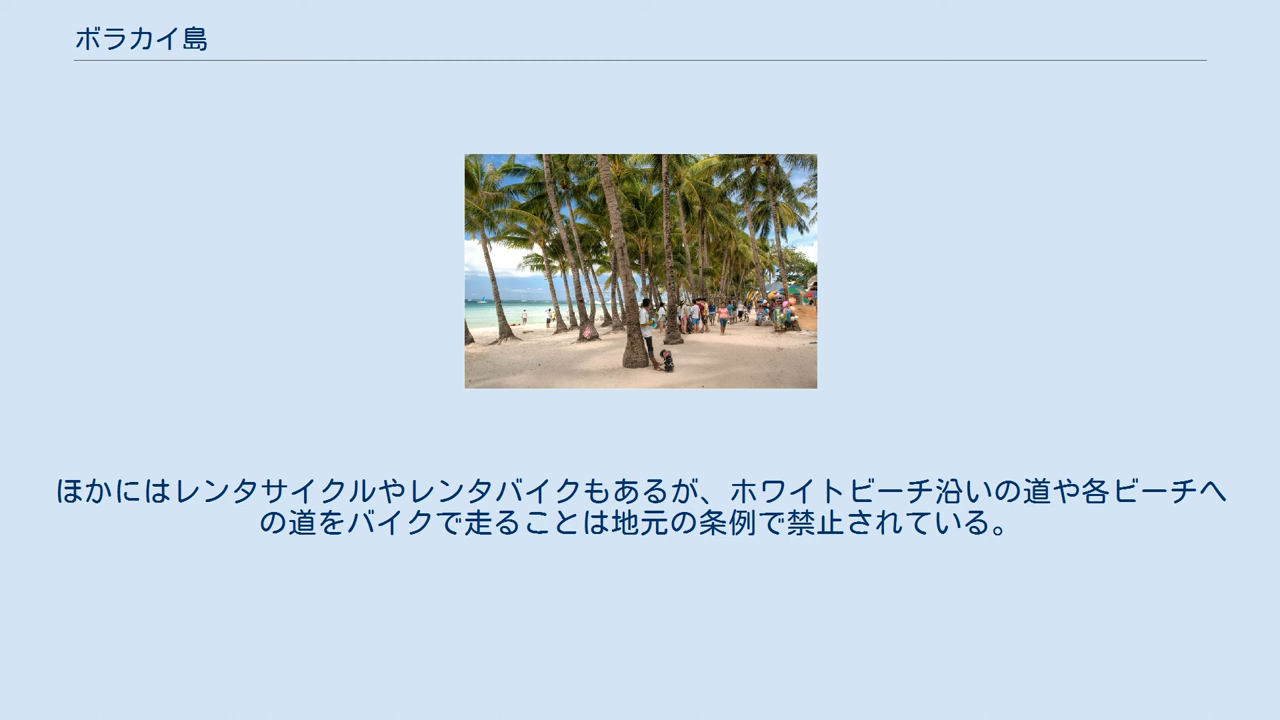 ボラカイ島
ほかにはレンタサイクルやレンタバイクもあるが、ホワイトビーチ沿いの道や各ビーチへ
の道をバイクで走ることは地元の条例で禁止されている。